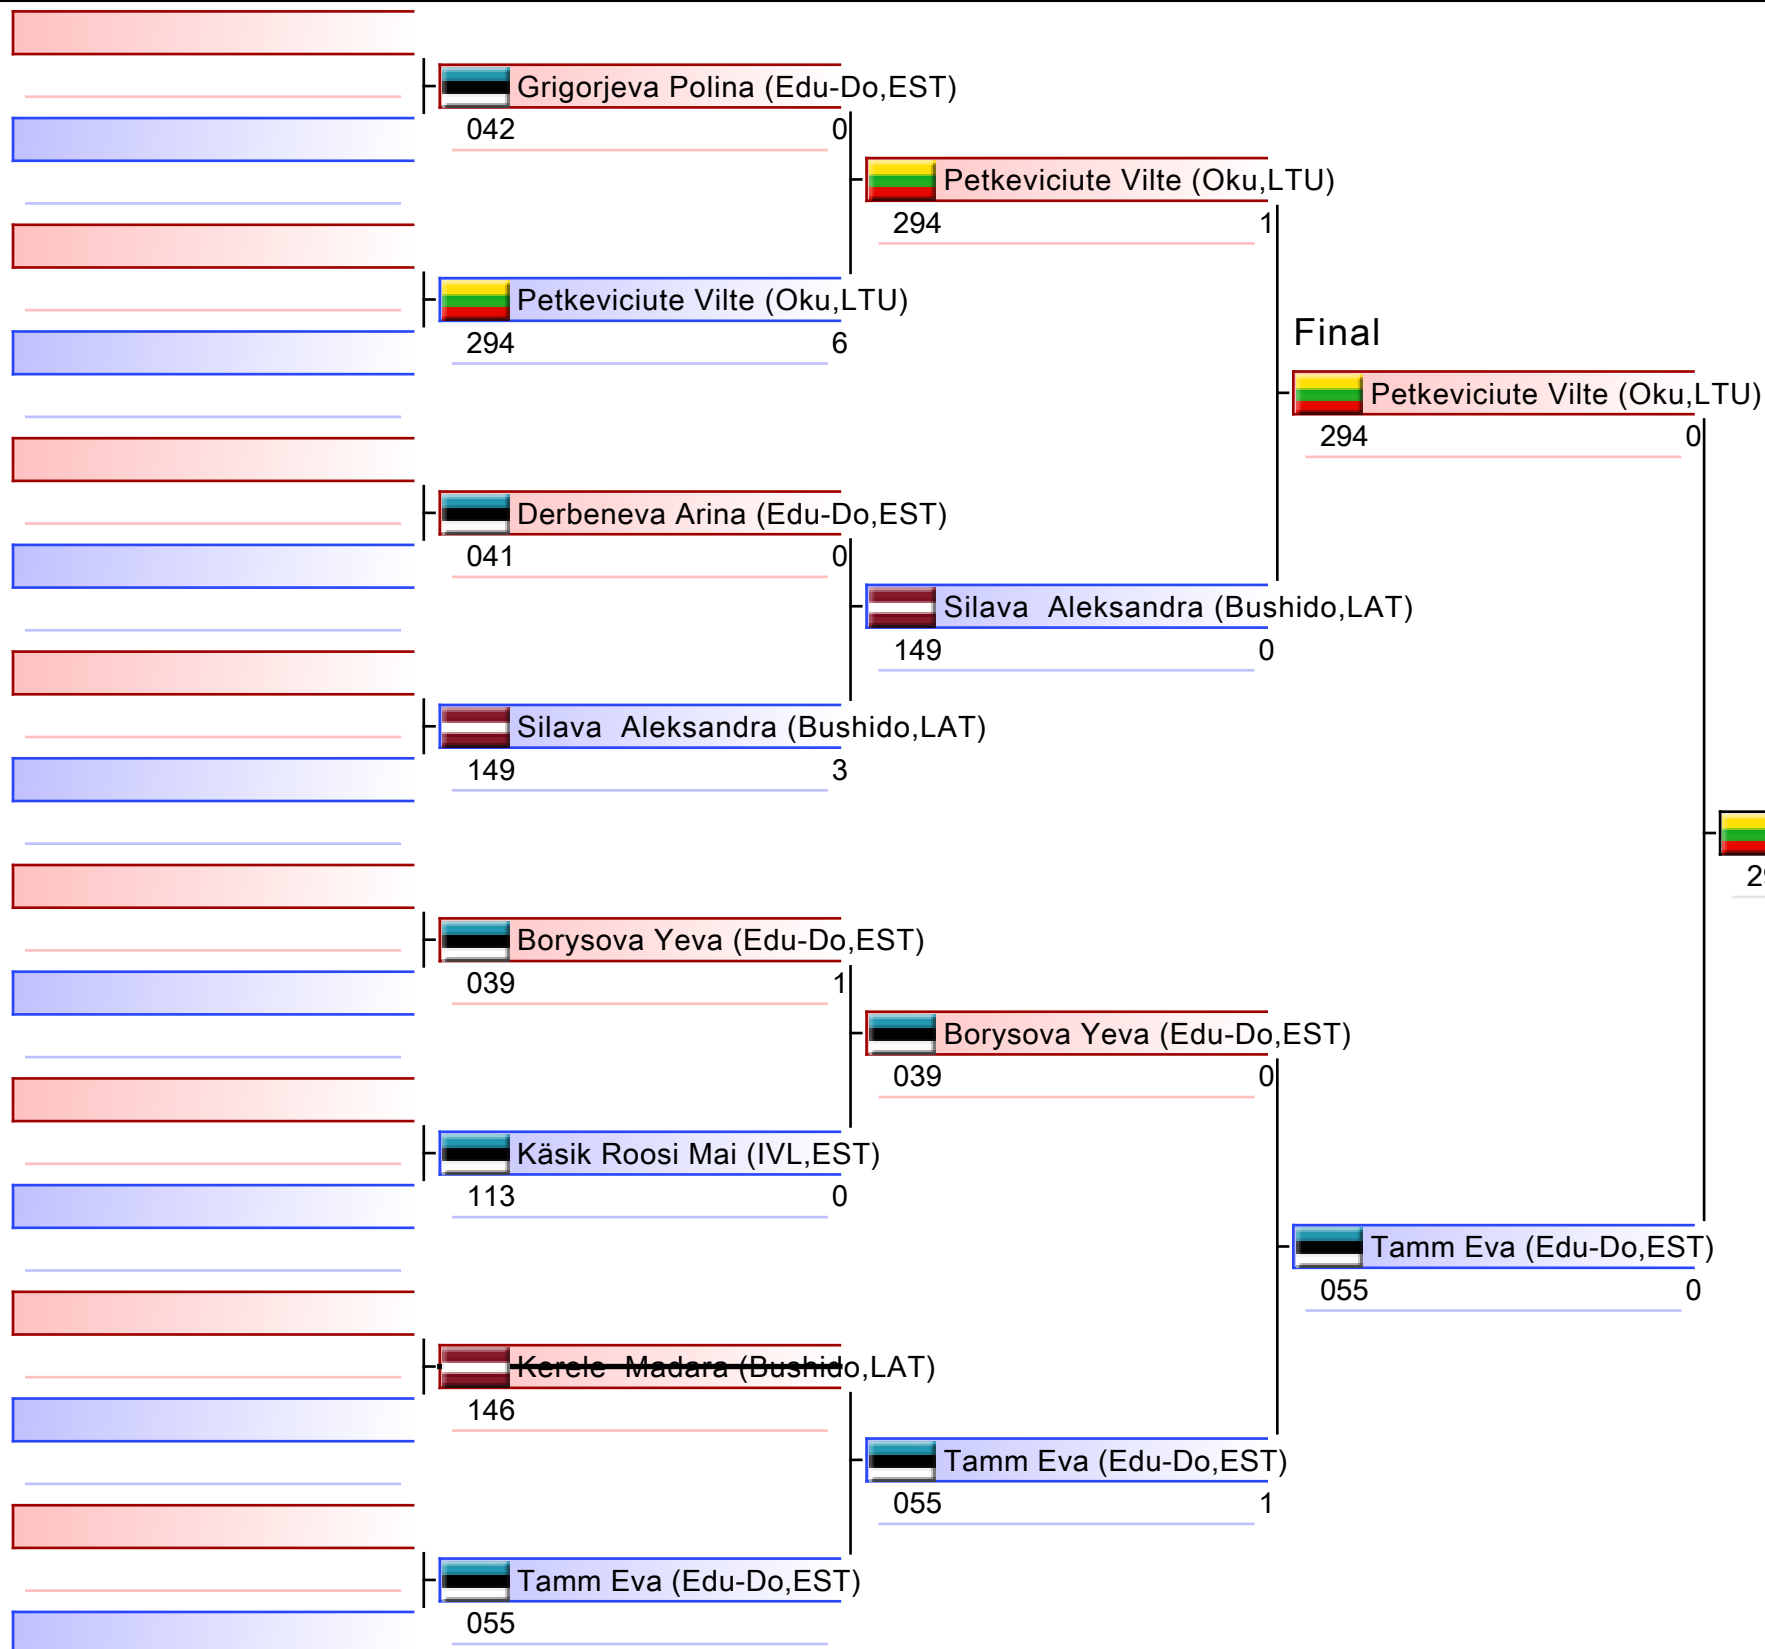 Grigorjeva Polina (Edu-Do,EST)
042 0
Petkeviciute Vilte (Oku,LTU)
294 1
Petkeviciute Vilte (Oku,LTU)
294 6
Final
Petkeviciute Vilte (Oku,LTU)
294 0
Derbeneva Arina (Edu-Do,EST)
041 0
Silava  Aleksandra (Bushido,LAT)
149 0
Silava  Aleksandra (Bushido,LAT)
149 3
29
Borysova Yeva (Edu-Do,EST)
039 1
Borysova Yeva (Edu-Do,EST)
039 0
Käsik Roosi Mai (IVL,EST)
113 0
Tamm Eva (Edu-Do,EST)
055 0
Kerele  Madara (Bushido,LAT)
146
Tamm Eva (Edu-Do,EST)
055 1
Tamm Eva (Edu-Do,EST)
055